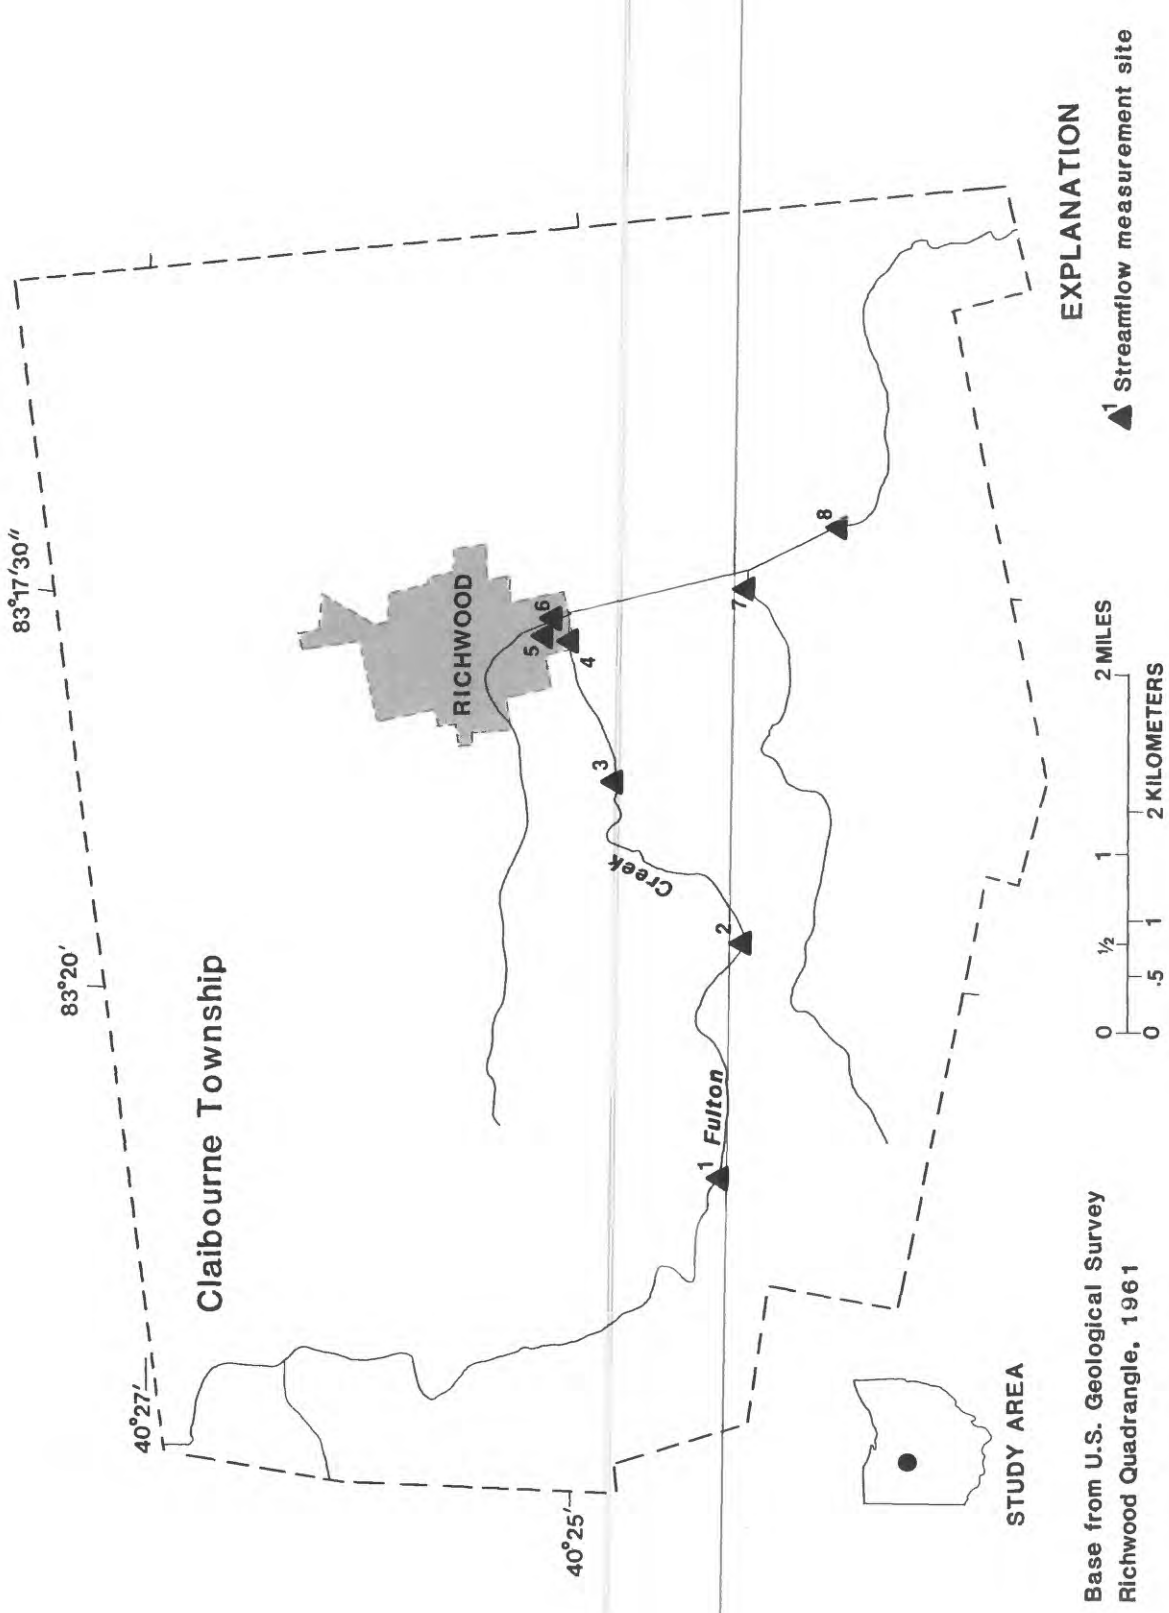 83°20'
83°17'30"
40°27'
Claibourne Township
RICHWOOD
40°25'
5
6
4
3
Creek
2
1
Fulton
7
8
STUDY AREA
EXPLANATION
1 Streamflow measurement site
0 ½ 1 2 MILES
0 .5 1 2 KILOMETERS
Base from U.S. Geological Survey
Richwood Quadrangle, 1961